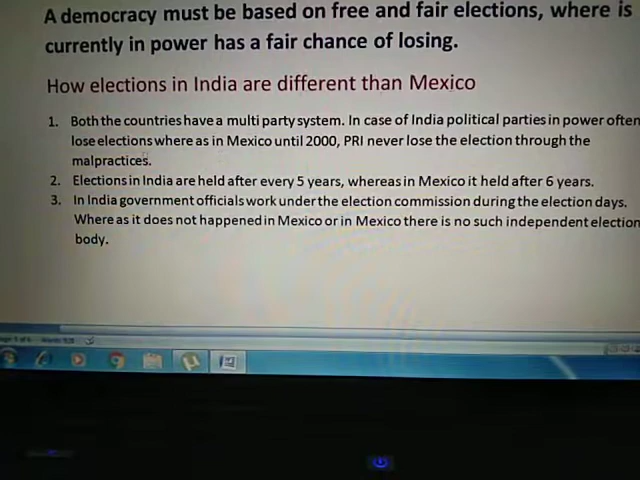 A democracy must be based on free and fair elections, where is
currently in power has a fair chance of losing.
How elections in India are different than Mexico
1. Both the countries have a multi party system. In case of India political parties in power often
lose elections where as in Mexico until 2000, PRI never lose the election through the
malpractices.
2. Elections in India are held after every 5 years, whereas in Mexico it held after 6 years.
3. In India government officials work under the election commission during the election days.
Where as it does not happened in Mexico or in Mexico there is no such independent election
body.